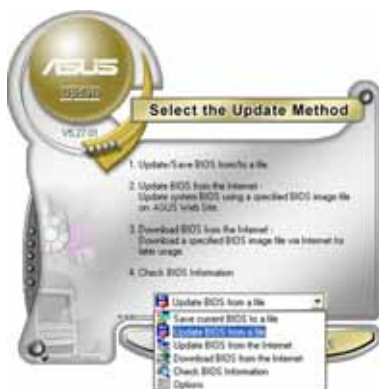 ASUS
Update
V6.27.01
Select the Update Method
1. Update/Save BIOS from/to a file
2. Update BIOS from the Internet -
Update system BIOS using a specified BIOS image file
on ASUS Web Site.
3. Download BIOS from the Internet -
Download a specified BIOS image file via Internet for
later usage.
4. Check BIOS Information
Update BIOS from a file
Save current BIOS to a file
Update BIOS from a file
Update BIOS from the Internet
Download BIOS from the Internet
Check BIOS Information
Options